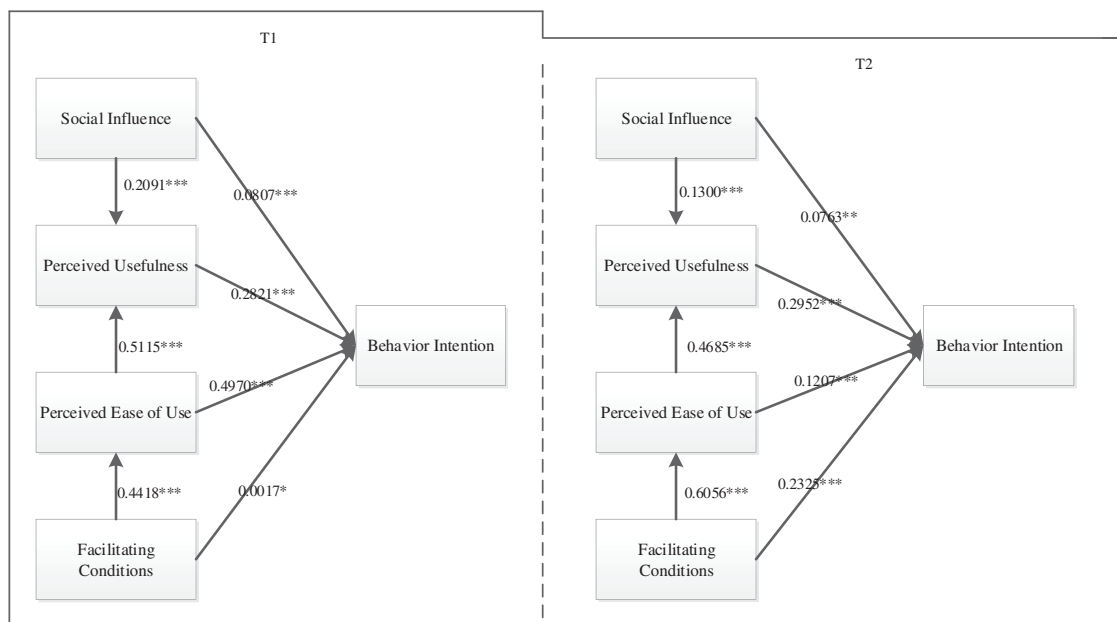 T1
Social Influence
0.2091***
0.0807***
Perceived Usefulness
0.2821***
Behavior Intention
0.5115***
0.4970***
Perceived Ease of Use
0.4418***
0.0017*
Facilitating
Conditions
T2
Social Influence
0.1300***
0.0763**
Perceived Usefulness
0.2952***
Behavior Intention
0.4685***
0.1207***
Perceived Ease of Use
0.6056***
0.2325***
Facilitating
Conditions